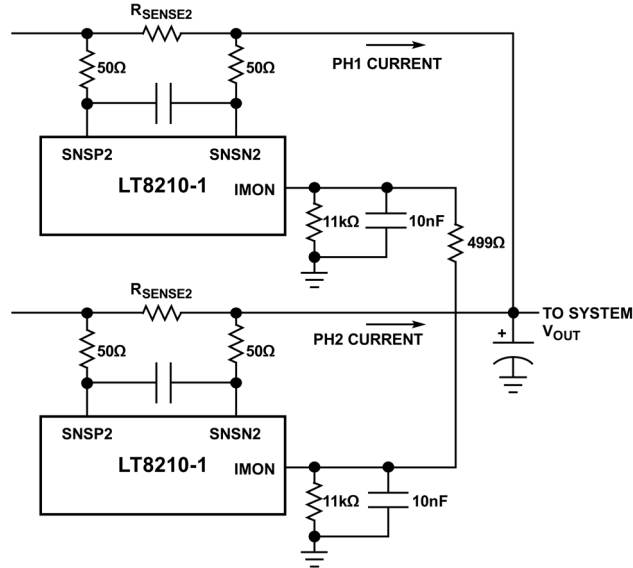 RSENSE2
50Ω
50Ω
PH1 CURRENT
SNSP2
SNSN2
LT8210-1
IMON
11kΩ
10nF
499Ω
RSENSE2
50Ω
50Ω
PH2 CURRENT
TO SYSTEM
VOUT
+
SNSP2
SNSN2
LT8210-1
IMON
11kΩ
10nF